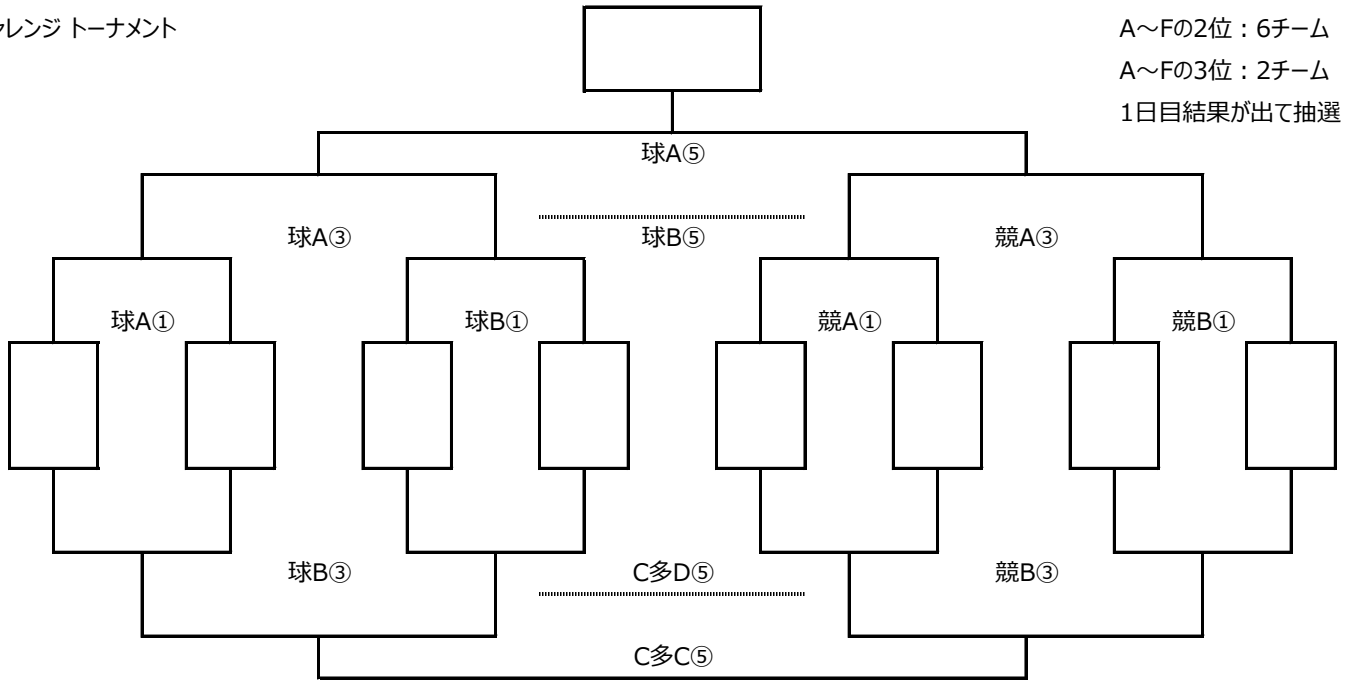 レンジ トーナメント
A～Fの2位：6チーム
A～Fの3位：2チーム
1日目結果が出て抽選
球A⑤
球A③
球B⑤
競A③
球A①
球B①
競A①
競B①
球B③
C多D⑤
競B③
C多C⑤